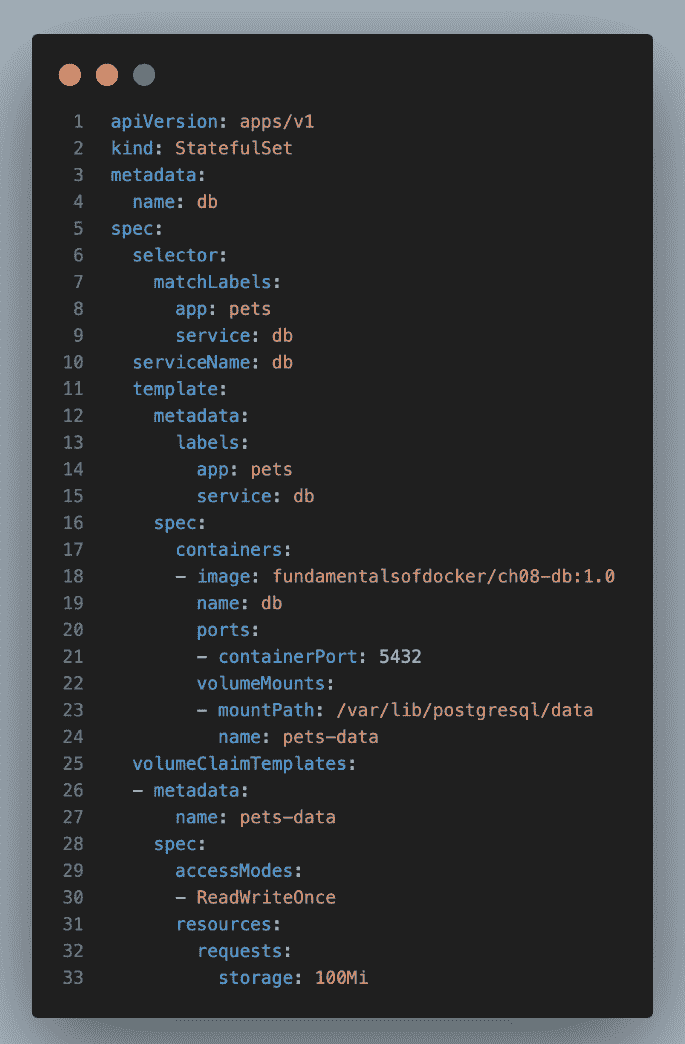 1 apiVersion: apps/v1
2 kind: StatefulSet
3 metadata:
4   name: db
5 spec:
6   selector:
7     matchLabels:
8       app: pets
9       service: db
10   serviceName: db
11   template:
12     metadata:
13       labels:
14         app: pets
15         service: db
16     spec:
17       containers:
18       - image: fundamentalsofdocker/ch08-db:1.0
19         name: db
20         ports:
21         - containerPort: 5432
22         volumeMounts:
23         - mountPath: /var/lib/postgresql/data
24           name: pets-data
25   volumeClaimTemplates:
26   - metadata:
27       name: pets-data
28     spec:
29       accessModes:
30       - ReadWriteOnce
31       resources:
32         requests:
33           storage: 100Mi